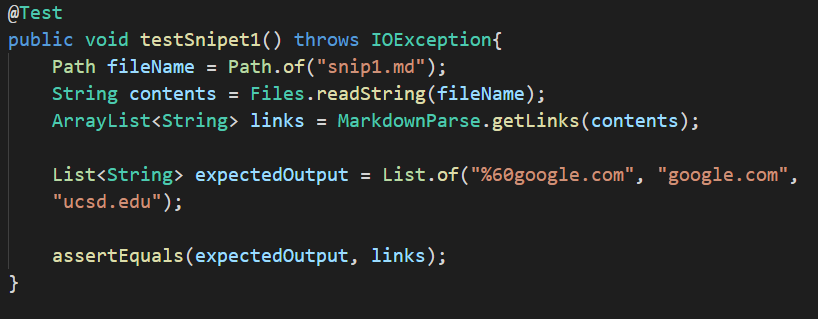 @Test
public void testSnipet1() throws IOException{
    Path fileName = Path.of("snip1.md");
    String contents = Files.readString(fileName);
    ArrayList<String> links = MarkdownParse.getLinks(contents);

    List<String> expectedOutput = List.of("%60google.com", "google.com",
    "ucsd.edu");

    assertEquals(expectedOutput, links);
}